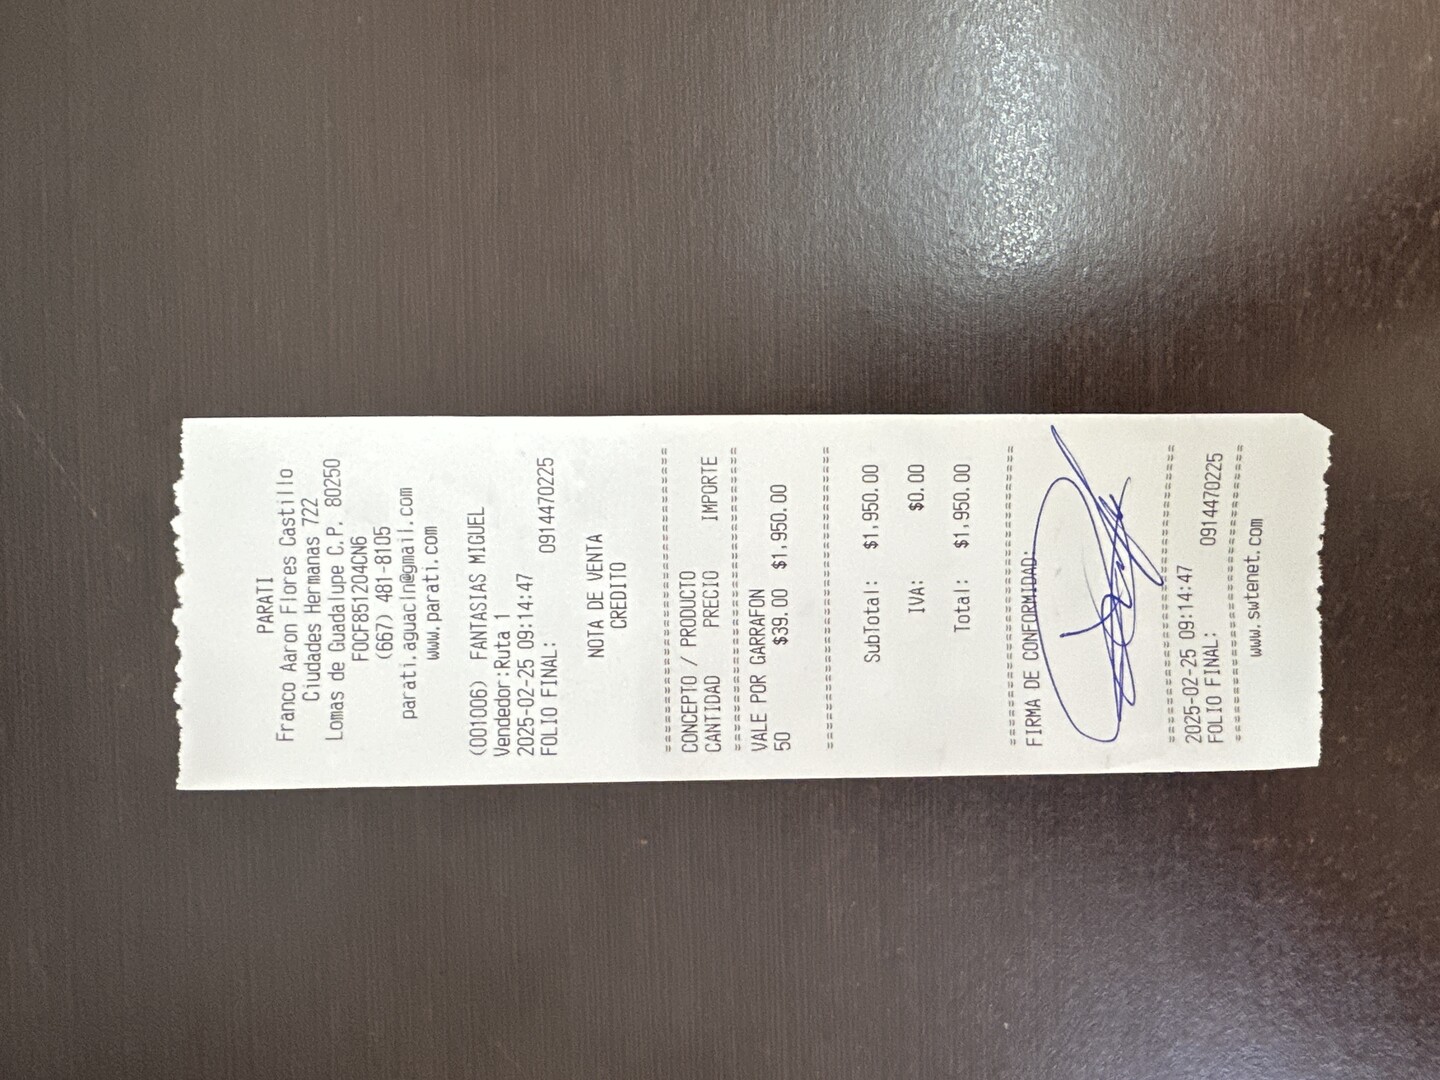 PARATI
Franco Aaron Flores Castillo
Ciudades Hermanas 722
Lomas de Guadalupe C.P. 80250
FOCF851204CN6
(667) 481-8105
parati.aguacln@gmail.com
www.parati.com
(001006) FANTASIAS MIGUEL
Vendedor:Ruta 1
2025-02-25 09:14:47
FOLIO FINAL: 0914470225
NOTA DE VENTA
CREDITO
==============================
CONCEPTO / PRODUCTO
CANTIDAD PRECIO IMPORTE
==============================
VALE POR GARRAFON
50 $39.00 $1,950.00
==============================
SubTotal: $1,950.00
IVA: $0.00
Total: $1,950.00
==============================
FIRMA DE CONFORMIDAD:
==============================
2025-02-25 09:14:47
FOLIO FINAL: 0914470225
==============================
www.swtenet.com